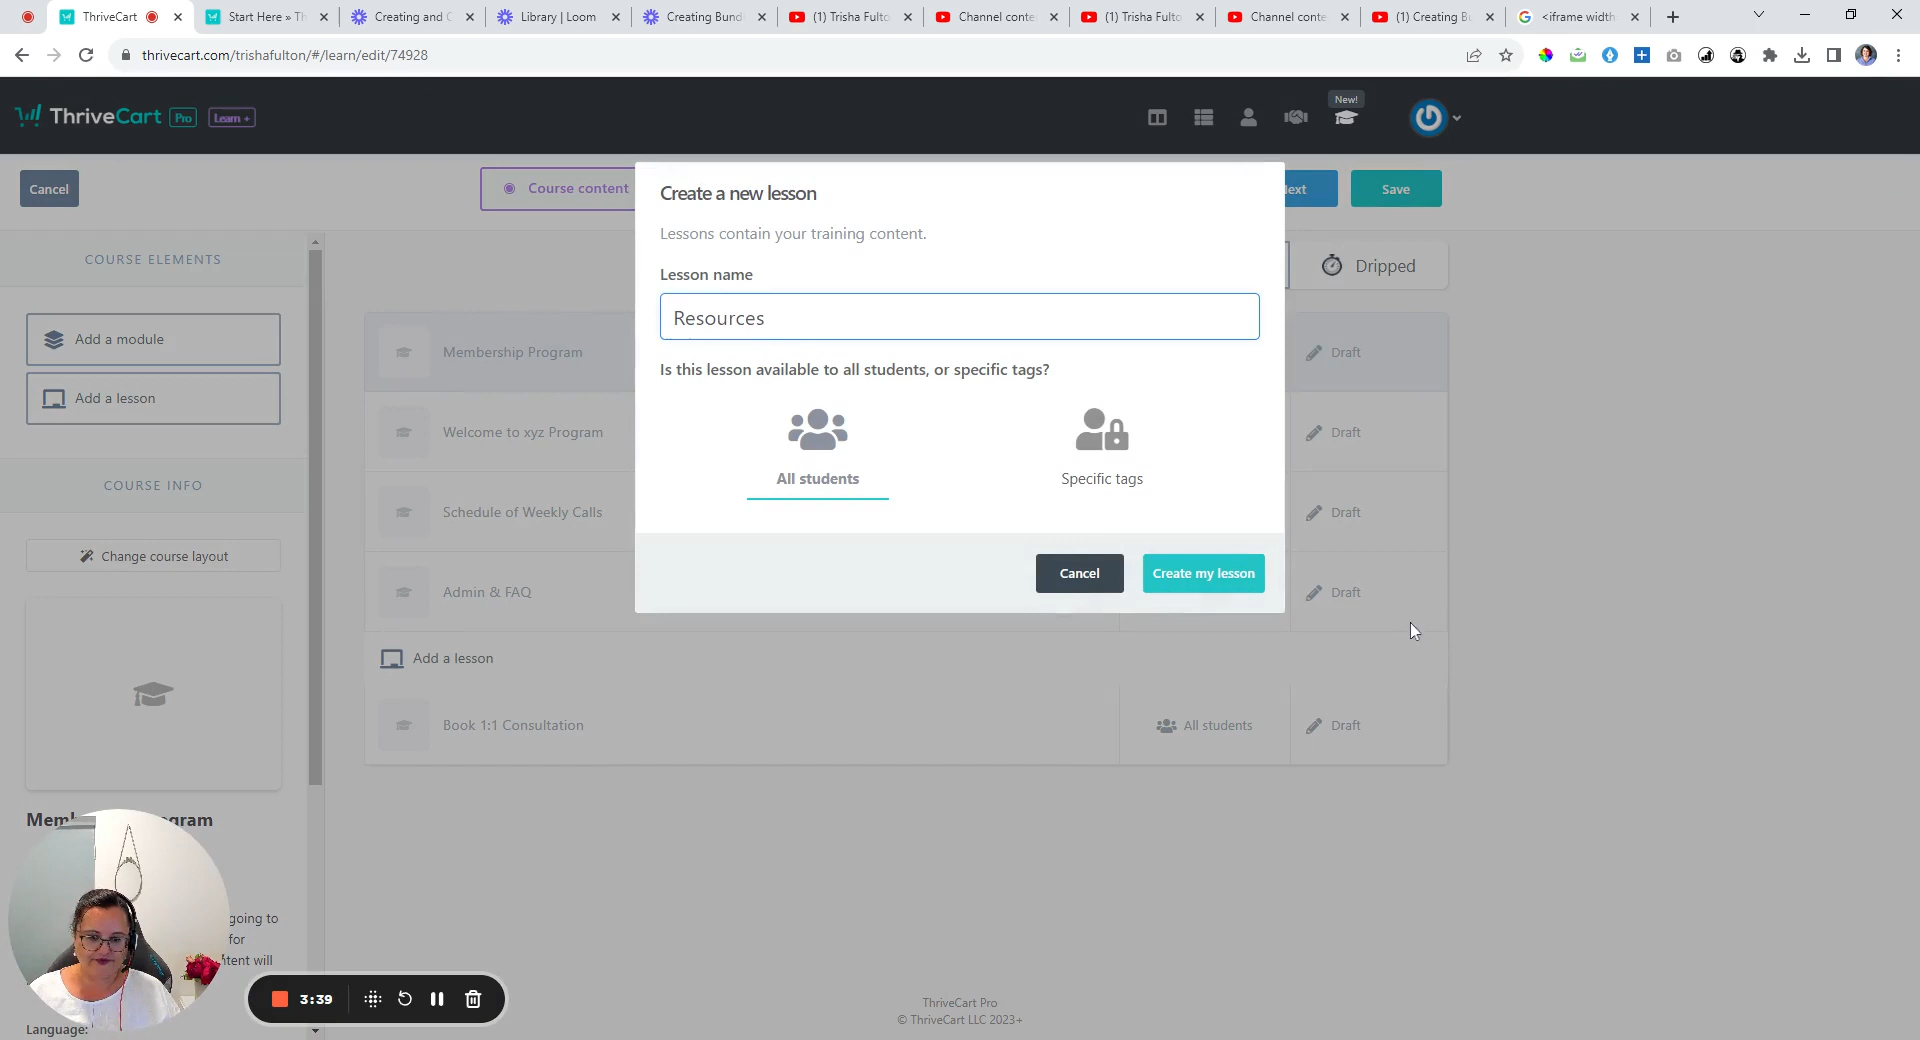 ThriveCart
Start Here » Th
Creating and C
Library | Loom
Creating Bund
(1) Trisha Fulto
Channel conte
(1) Trisha Fulto
Channel conte
(1) Creating Bu
<iframe width
thrivecart.com/trishafulton/#/learn/edit/74928
ThriveCart Pro Learn +
New!
Cancel
Course content
Next
Save
Create a new lesson
Lessons contain your training content.
Lesson name
Resources
Is this lesson available to all students, or specific tags?
All students
Specific tags
Cancel
Create my lesson
COURSE ELEMENTS
Add a module
Add a lesson
COURSE INFO
Change course layout
Dripped
Membership Program
Draft
Welcome to xyz Program
Draft
Schedule of Weekly Calls
Draft
Admin & FAQ
Draft
Add a lesson
Book 1:1 Consultation
All students
Draft
going to
for
ntent will
Language:
3:39
ThriveCart Pro
© ThriveCart LLC 2023+